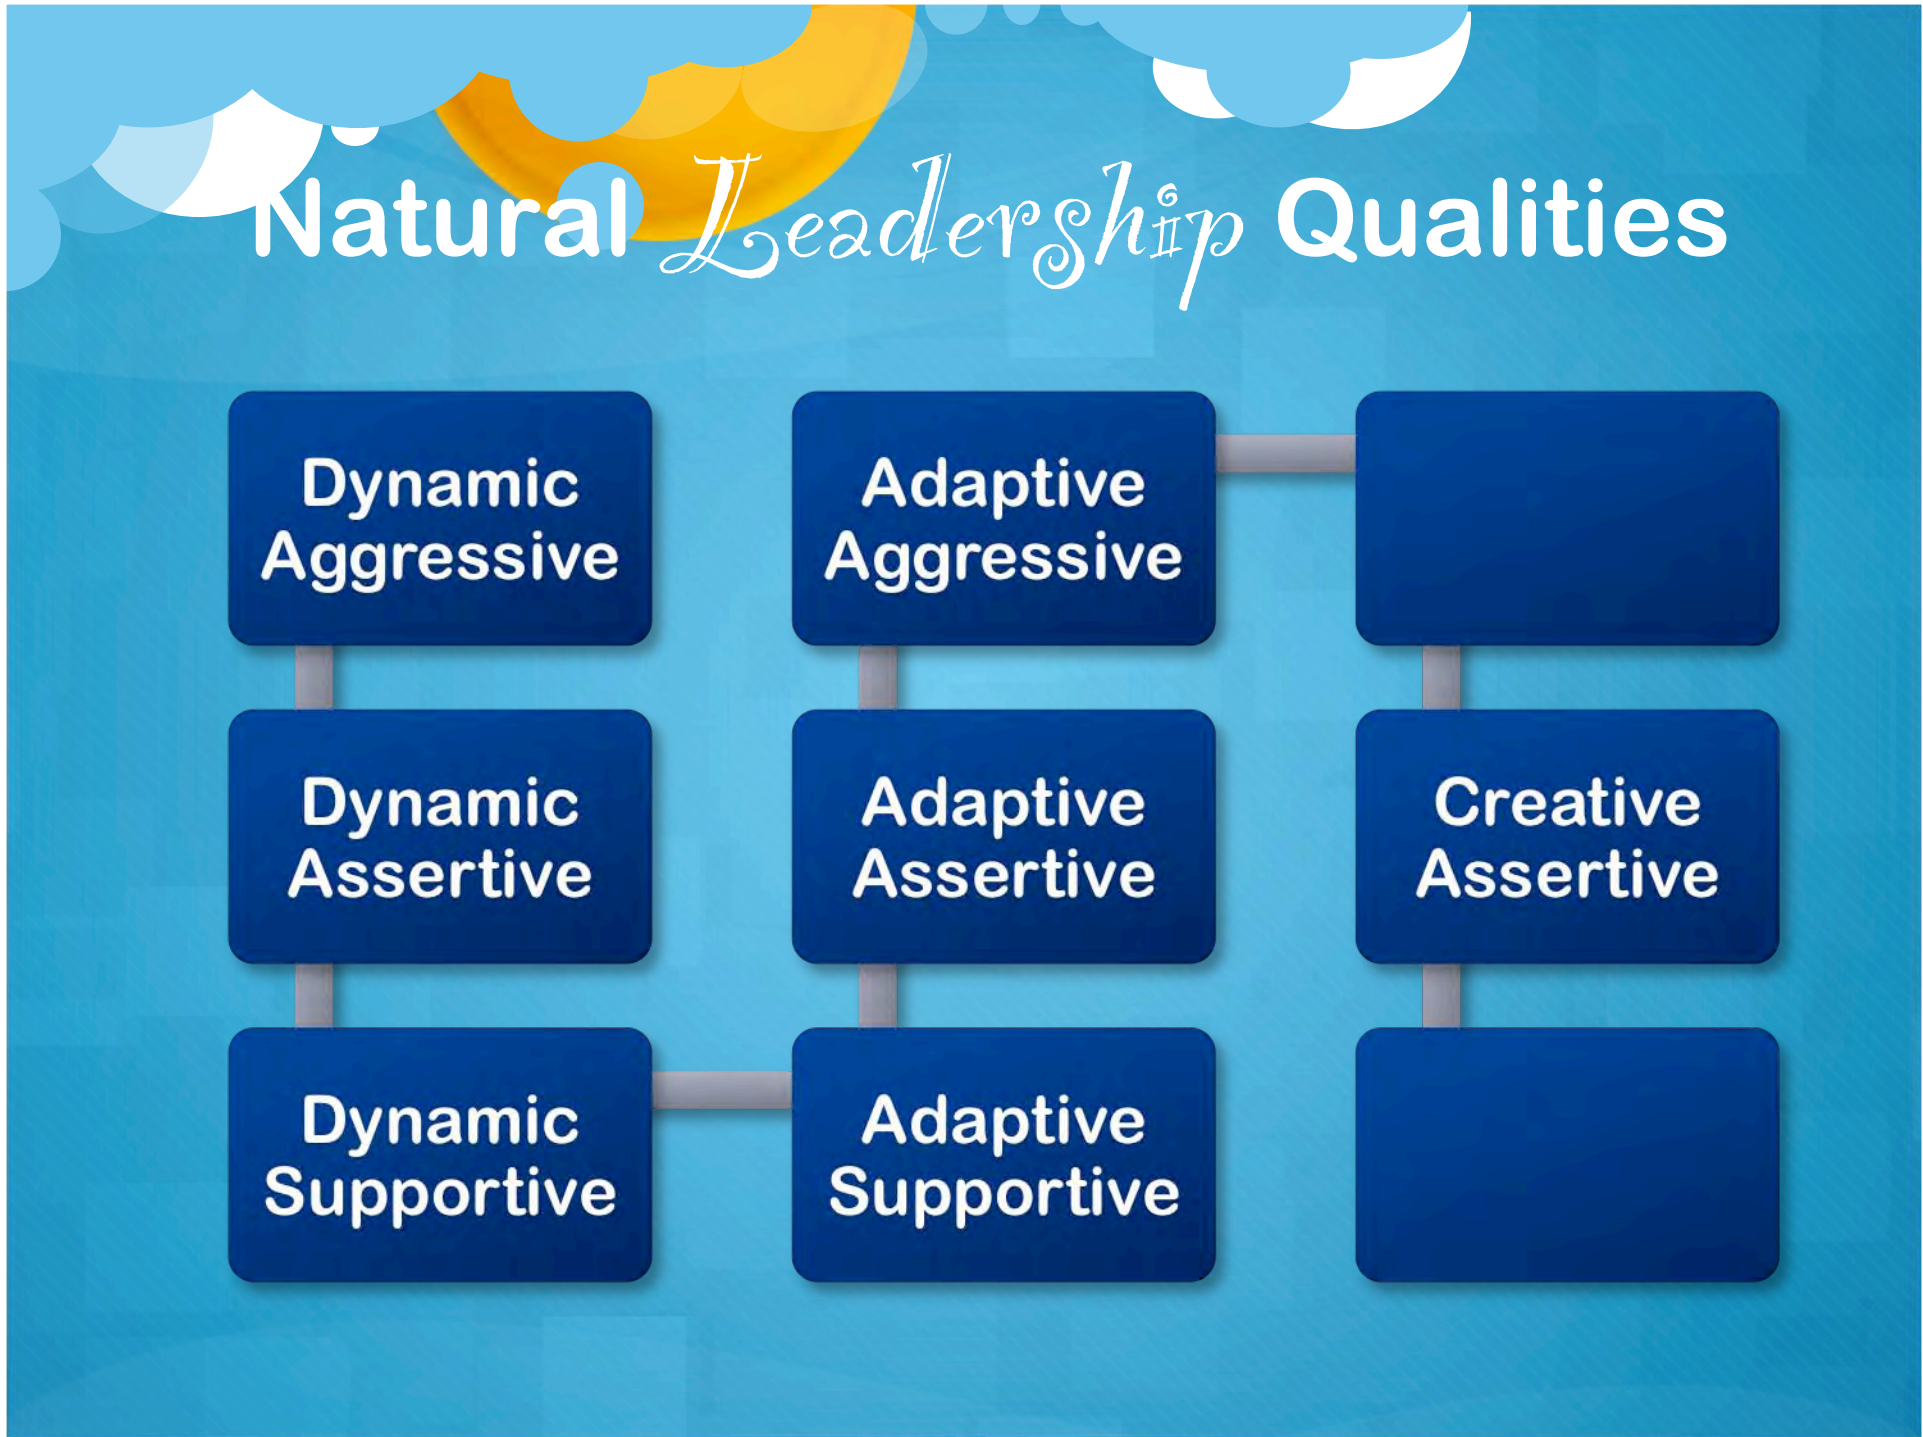 Natural Leadership Qualities
Dynamic
Aggressive
Adaptive
Aggressive
Dynamic
Assertive
Adaptive
Assertive
Creative
Assertive
Dynamic
Supportive
Adaptive
Supportive